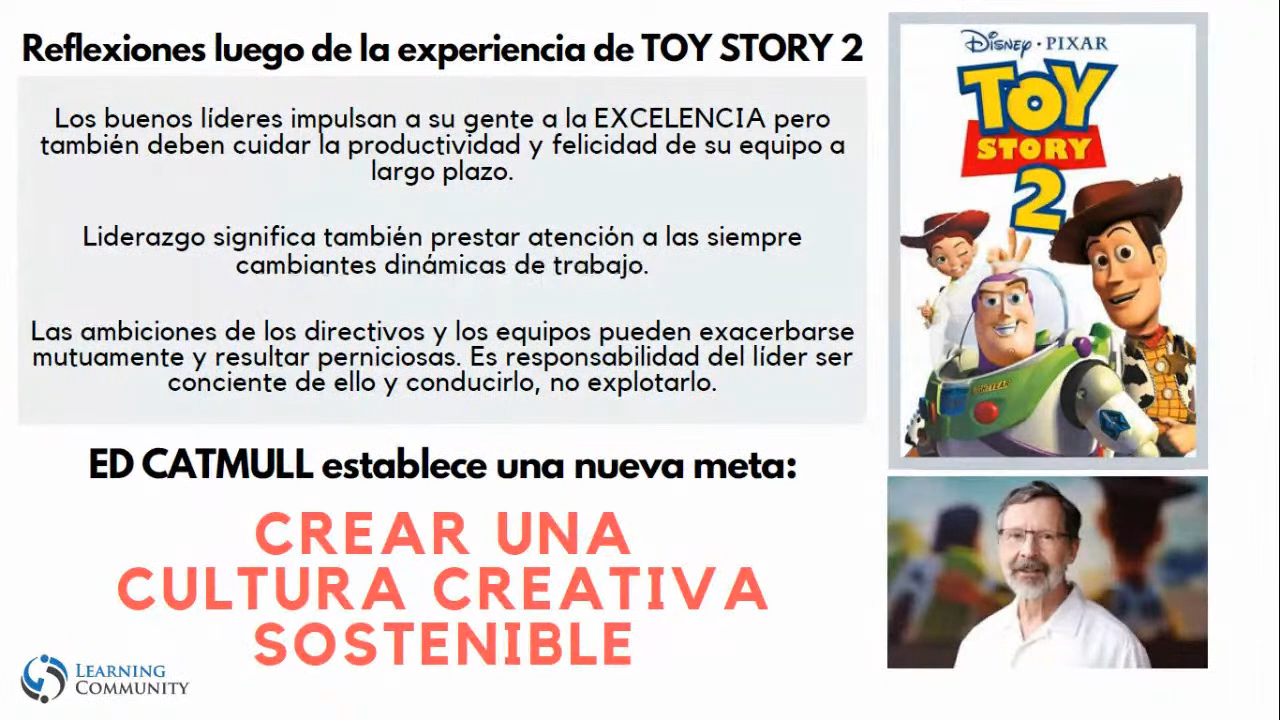 Reflexiones luego de la experiencia de TOY STORY 2
Los buenos líderes impulsan a su gente a la EXCELENCIA pero
también deben cuidar la productividad y felicidad de su equipo a
largo plazo.
Liderazgo significa también prestar atención a las siempre
cambiantes dinámicas de trabajo.
Las ambiciones de los directivos y los equipos pueden exacerbarse
mutuamente y resultar perniciosas. Es responsabilidad del líder ser
conciente de ello y conducirlo, no explotarlo.
ED CATMULL establece una nueva meta:
CREAR UNA
CULTURA CREATIVA
SOSTENIBLE
LEARNING
COMMUNITY
DISNEY · PIXAR
TOY
STORY
2